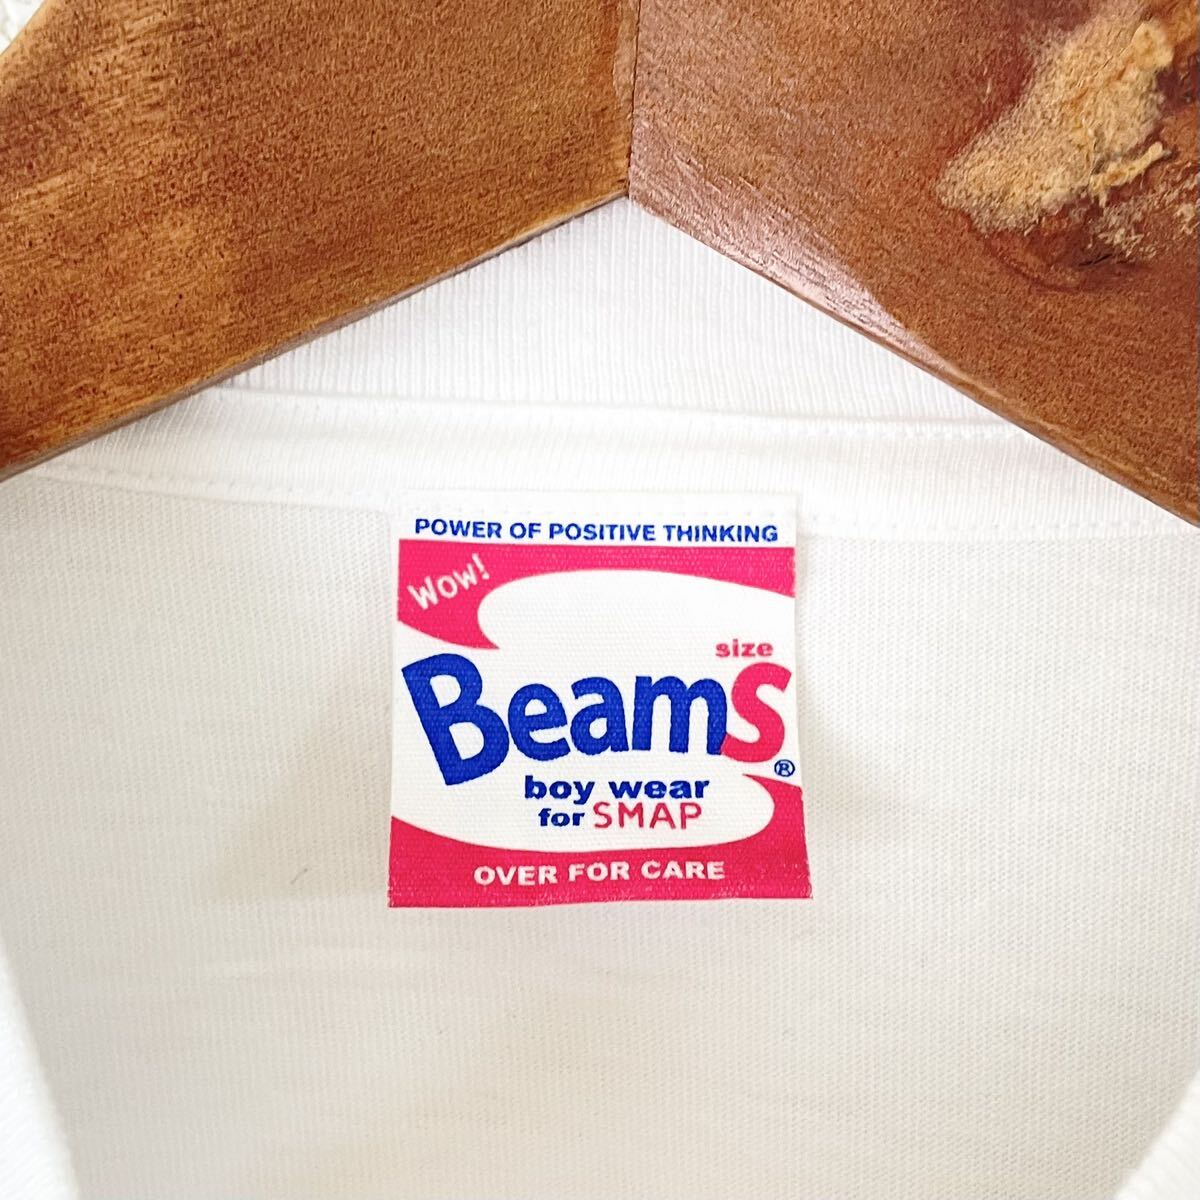 POWER OF POSITIVE THINKING
Wow!
size
BeamS
®
boy wear
for SMAP
OVER FOR CARE